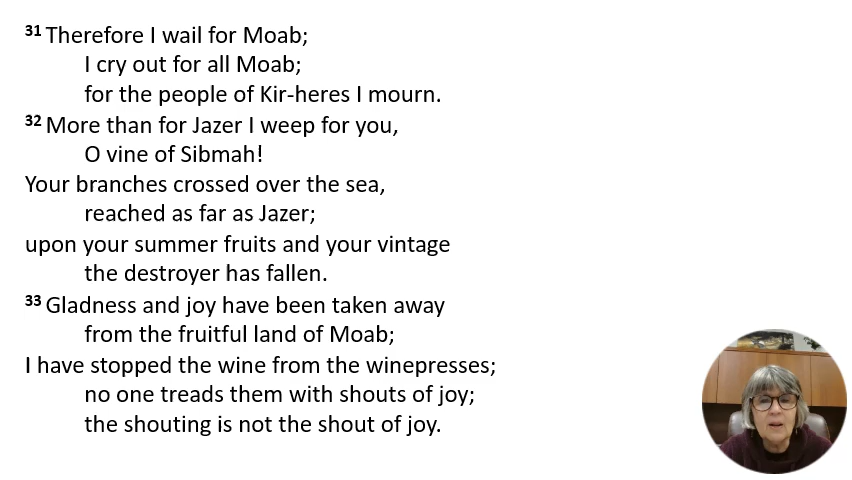 31 Therefore I wail for Moab;
I cry out for all Moab;
for the people of Kir-heres I mourn.
32 More than for Jazer I weep for you,
O vine of Sibmah!
Your branches crossed over the sea,
reached as far as Jazer;
upon your summer fruits and your vintage
the destroyer has fallen.
33 Gladness and joy have been taken away
from the fruitful land of Moab;
I have stopped the wine from the winepresses;
no one treads them with shouts of joy;
the shouting is not the shout of joy.